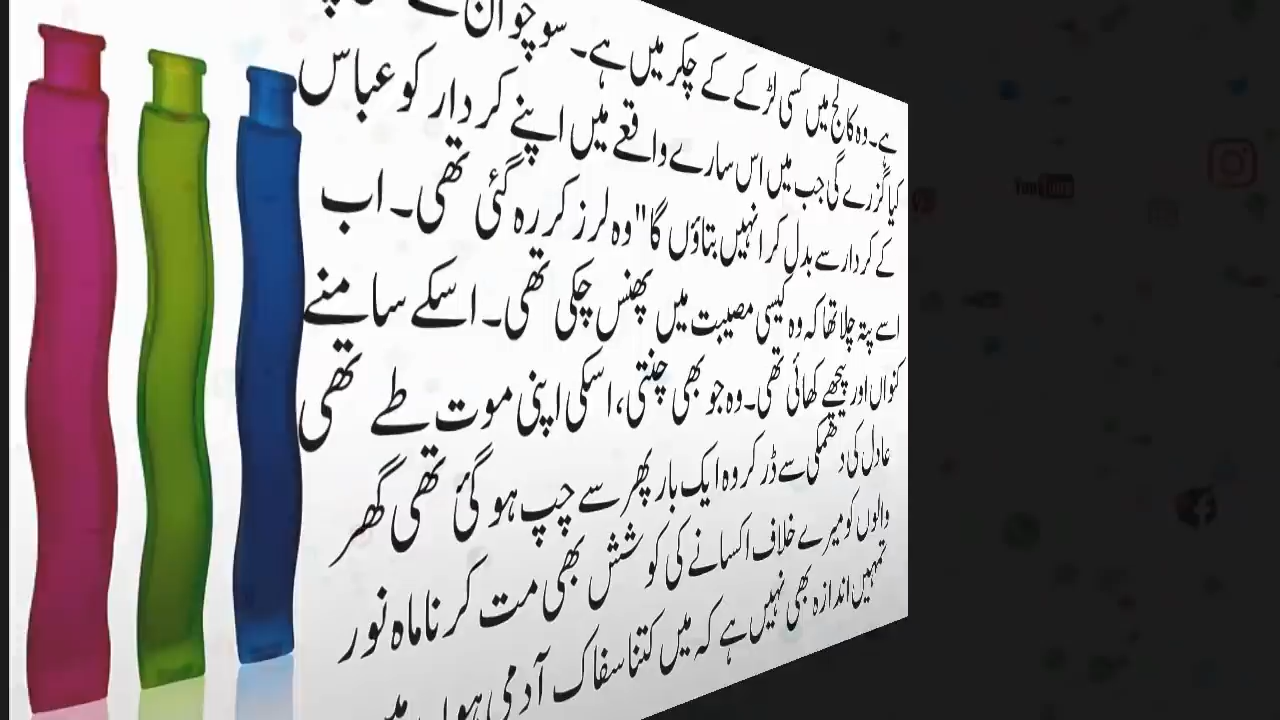 ہے۔ وہ کالج میں کسی لڑکے کے چکر میں ہے۔ سوچو ان کے
کیا گزرے گی جب میں اس سارے واقعے میں اپنے کردار کو عباس
کے کردار سے بدل کر انہیں بتاؤں گا" وہ لرز کر رہ گئی تھی۔ اب
اسے پتہ چلا تھا کہ وہ کیسی مصیبت میں پھنس چکی تھی۔ اسکے سامنے
کنواں اور پیچھے کھائی تھی۔ وہ جو بھی چنتی، اسکی اپنی موت طے تھی
عادل کی دھمکی سے ڈر کر وہ ایک بار پھر سے چپ ہو گئی تھی گھر
والوں کو میرے خلاف اکسانے کی کوشش بھی مت کرنا ماہ نور
تمہیں اندازہ بھی نہیں ہے کہ میں کتنا سفاک آدمی ہوں میں
YouTube